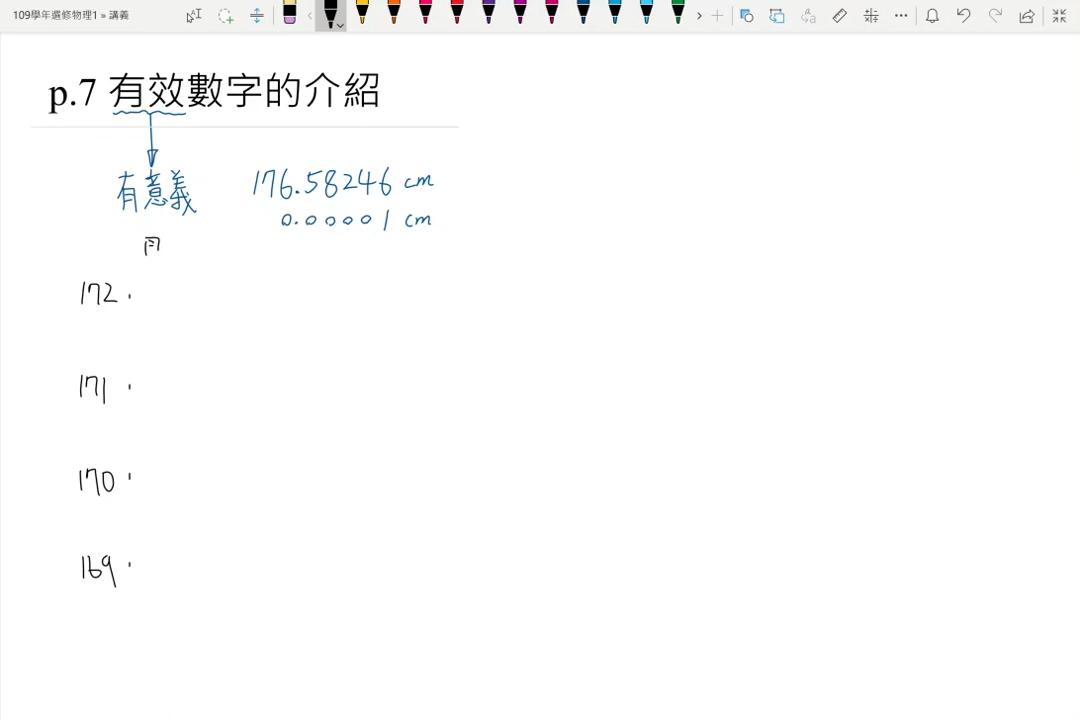 109學年選修物理1 » 講義
p.7 有效數字的介紹
有意義 176.58246 cm
0.00001 cm
172
171
170
169